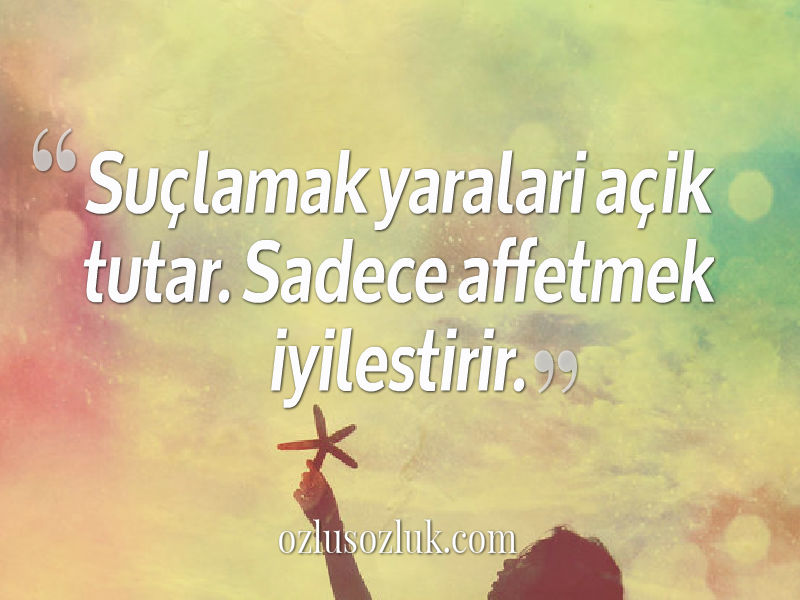 “Suçlamak yaralari açik
tutar. Sadece affetmek
iyilestirir.”
ozlusozluk.com